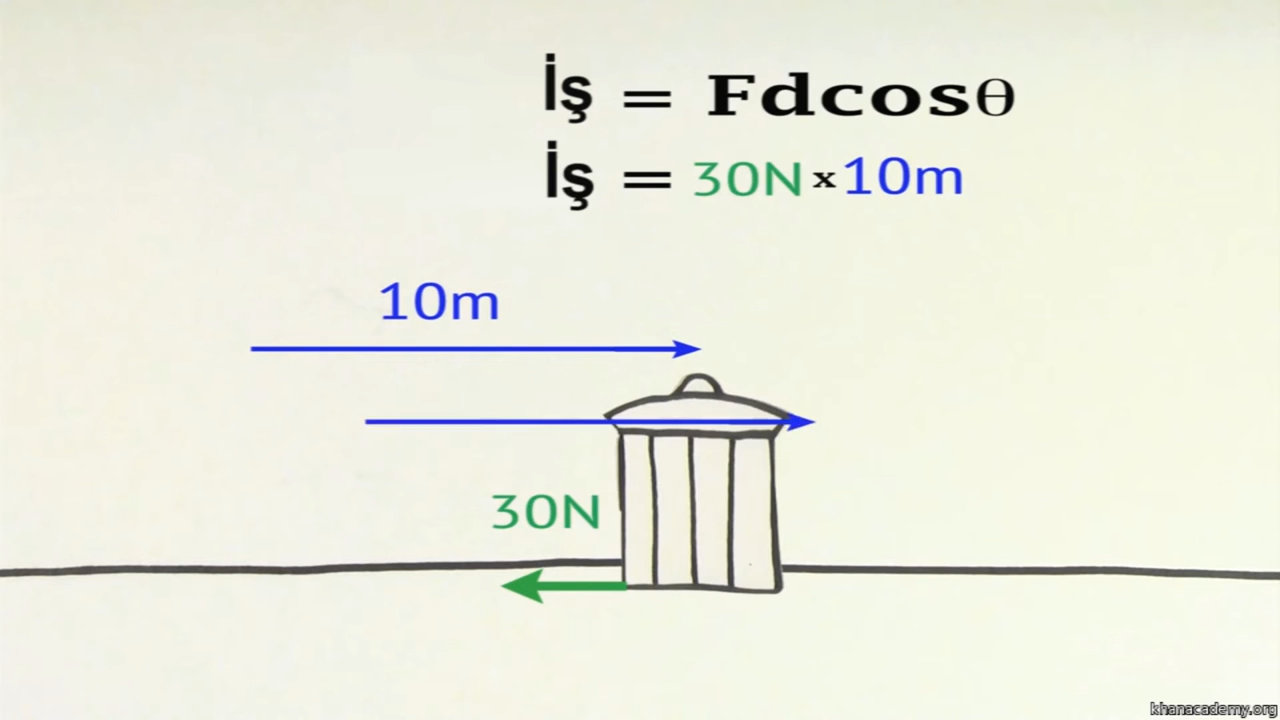 İş = Fdcosθ
İş = 30N x 10m
10m
30N
khanacademy.org